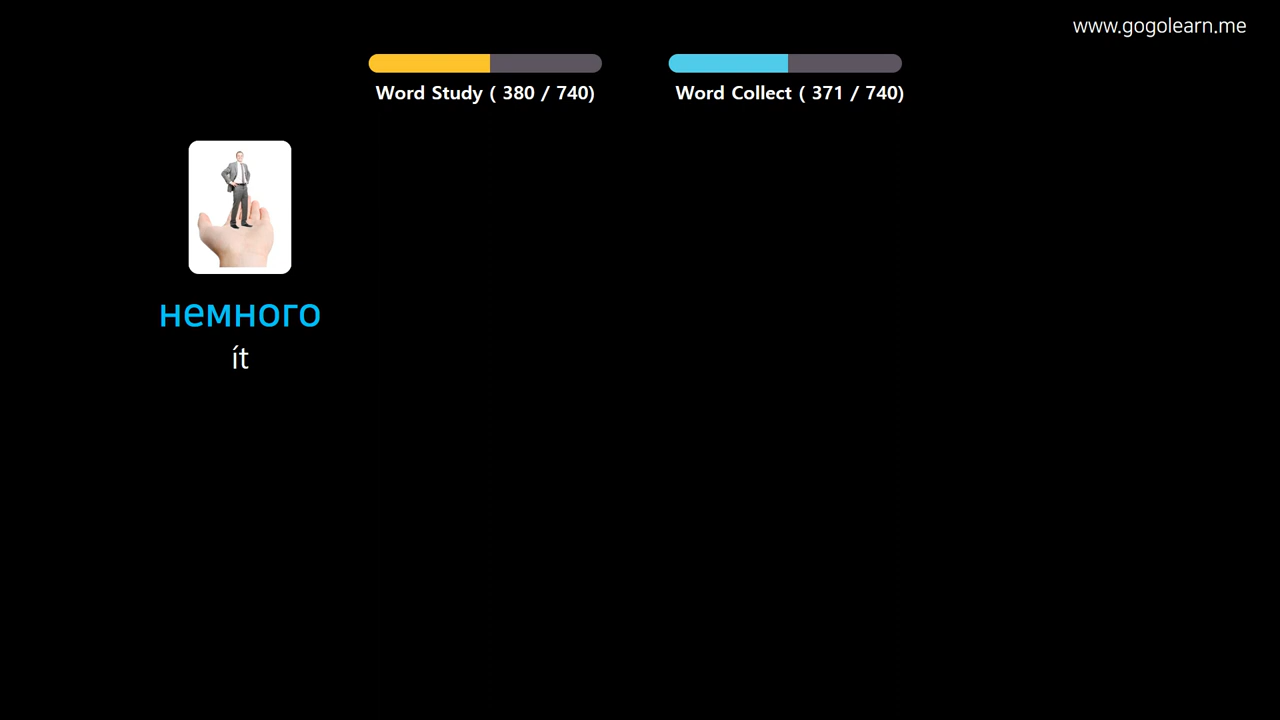 www.gogolearn.me
Word Study ( 380 / 740)
Word Collect ( 371 / 740)
немного
ít